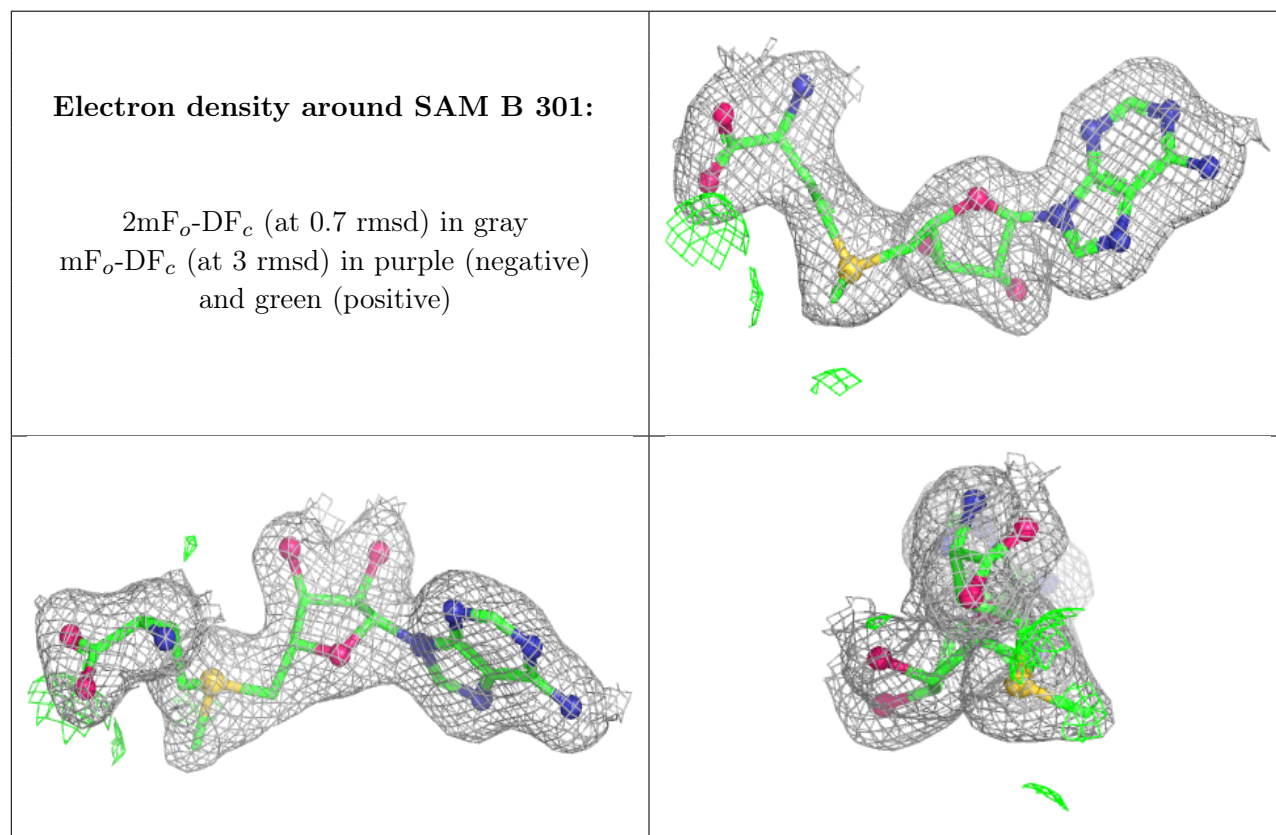 Electron density around SAM B 301:
2mFo-DFc (at 0.7 rmsd) in gray
mFo-DFc (at 3 rmsd) in purple (negative)
and green (positive)